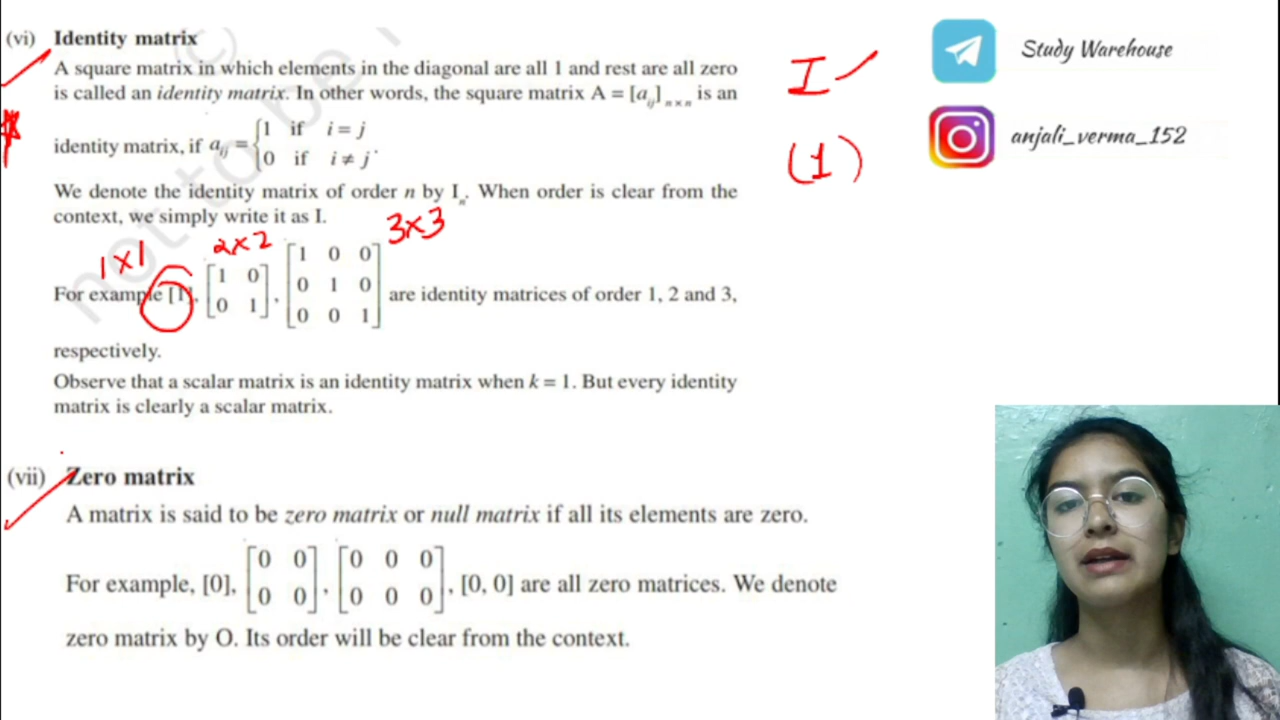 (vi) Identity matrix
A square matrix in which elements in the diagonal are all 1 and rest are all zero
is called an identity matrix. In other words, the square matrix A = [aᵢⱼ] ₙ ₓ ₙ is an
identity matrix, if aᵢⱼ = {1 if i = j
0 if i ≠ j .
We denote the identity matrix of order n by Iₙ. When order is clear from the
context, we simply write it as I.
1×1 2×2 3×3
For example [1], [1 0; 0 1], [1 0 0; 0 1 0; 0 0 1] are identity matrices of order 1, 2 and 3,
respectively.
Observe that a scalar matrix is an identity matrix when k = 1. But every identity
matrix is clearly a scalar matrix.
(vii) Zero matrix
A matrix is said to be zero matrix or null matrix if all its elements are zero.
For example, [0], [0 0; 0 0], [0 0 0; 0 0 0], [0, 0] are all zero matrices. We denote
zero matrix by O. Its order will be clear from the context.
I
(1)
Study Warehouse
anjali_verma_152
not to be